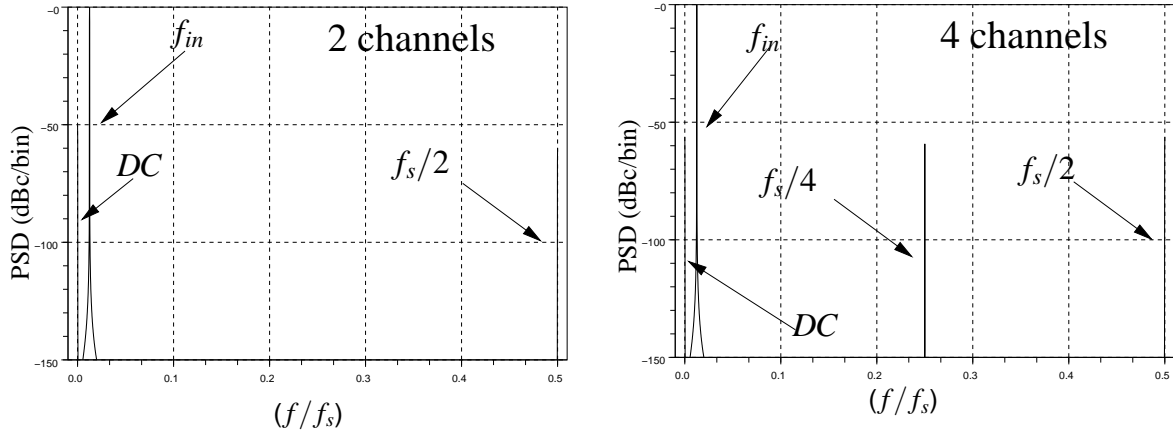 2 channels
−0
−50
−100
−150
PSD (dBc/bin)
f_in
DC
f_s/2
0.0 0.1 0.2 0.3 0.4 0.5
(f/f_s)
4 channels
−0
−50
−100
−150
PSD (dBc/bin)
f_in
f_s/4
f_s/2
DC
0.0 0.1 0.2 0.3 0.4 0.5
(f/f_s)